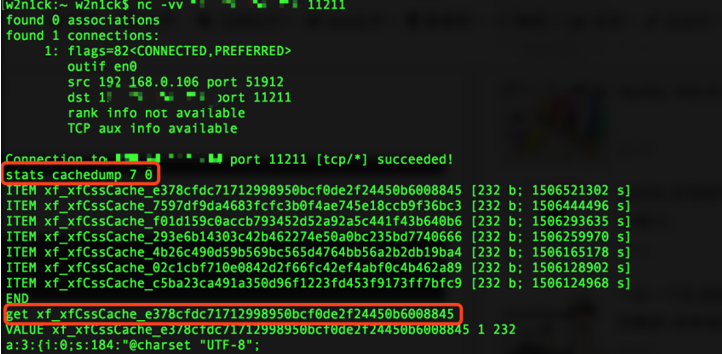 w2n1ck:~ w2n1ck$ nc -vv 11211
found 0 associations
found 1 connections:
1: flags=82<CONNECTED,PREFERRED>
outif en0
src 192.168.0.106 port 51912
dst 1 port 11211
rank info not available
TCP aux info available
Connection to port 11211 [tcp/*] succeeded!
stats cachedump 7 0
ITEM xf_xfCssCache_e378cfdc71712998950bcf0de2f24450b6008845 [232 b; 1506521302 s]
ITEM xf_xfCssCache_7597df9da4683fcfc3b0f4ae745e18ccb9f36bc3 [232 b; 1506444496 s]
ITEM xf_xfCssCache_f01d159c0accb793452d52a92a5c441f43b640b6 [232 b; 1506293635 s]
ITEM xf_xfCssCache_293e6b14303c42b462274e50a0bc235bd7740666 [232 b; 1506259970 s]
ITEM xf_xfCssCache_4b26c490d59b569bc565d4764bb56a2b2db19ba4 [232 b; 1506165178 s]
ITEM xf_xfCssCache_02c1cbf710e0842d2f66fc42ef4abf0c4b462a89 [232 b; 1506128902 s]
ITEM xf_xfCssCache_c5ba23ca491a350d96f1223fd453f9173ff7bfc9 [232 b; 1506124968 s]
END
get xf_xfCssCache_e378cfdc71712998950bcf0de2f24450b6008845
VALUE xf_xfCssCache_e378cfdc71712998950bcf0de2f24450b6008845 1 232
a:3:{i:0;s:184:"@charset "UTF-8";